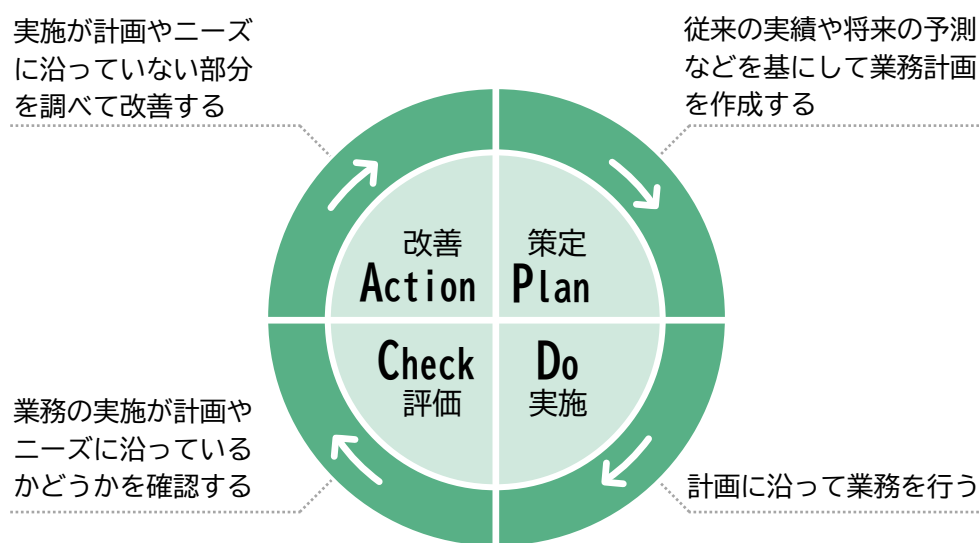 実施が計画やニーズ
に沿っていない部分
を調べて改善する
従来の実績や将来の予測
などを基にして業務計画
を作成する
改善
Action
策定
Plan
Check
評価
Do
実施
業務の実施が計画や
ニーズに沿っている
かどうかを確認する
計画に沿って業務を行う